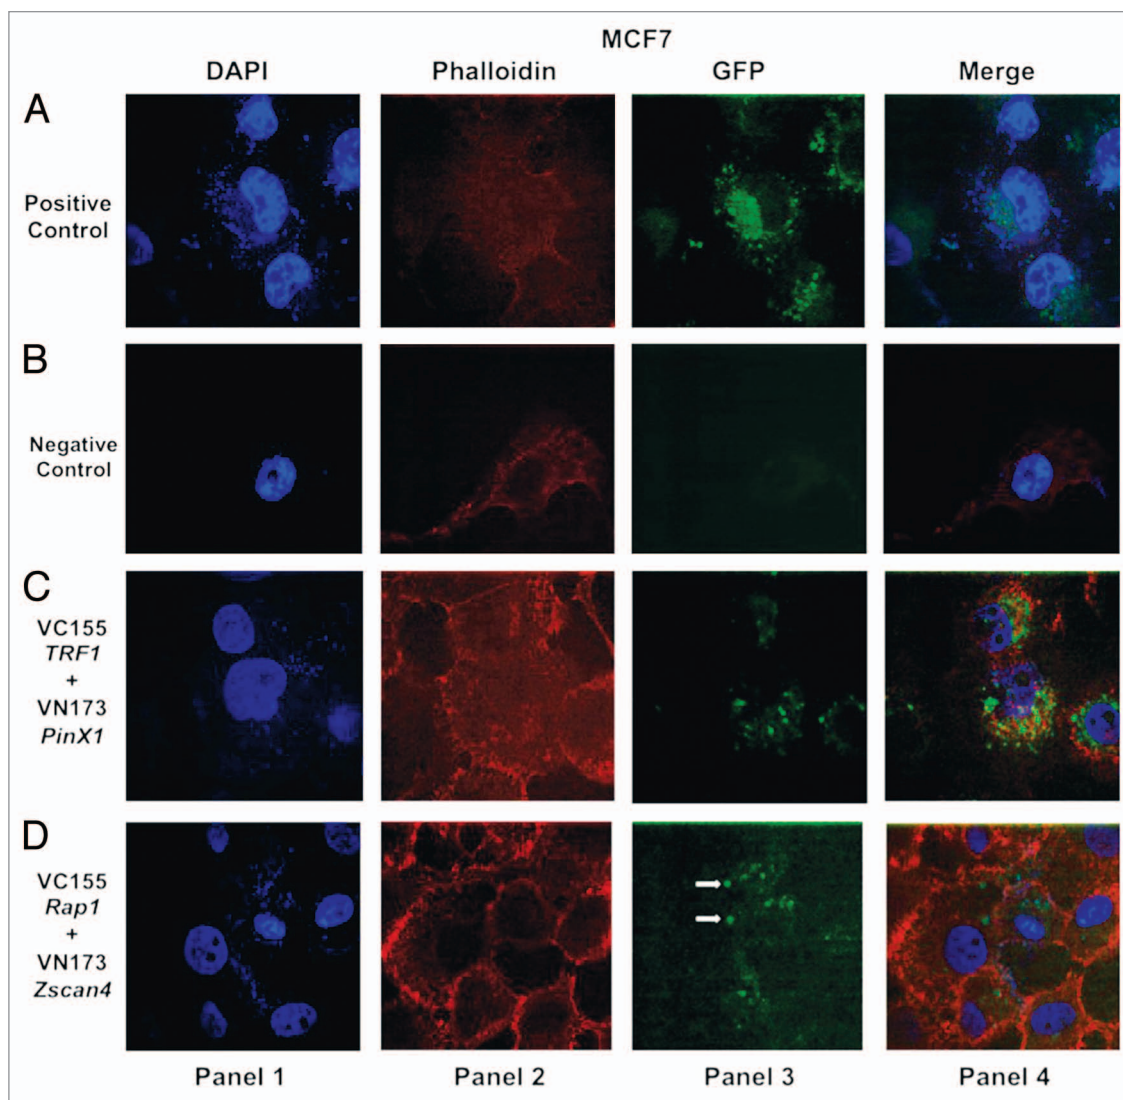 MCF7
DAPI Phalloidin GFP Merge
A
Positive
Control
B
Negative
Control
C
VC155
TRF1
+
VN173
PinX1
D
VC155
Rap1
+
VN173
Zscan4
Panel 1 Panel 2 Panel 3 Panel 4